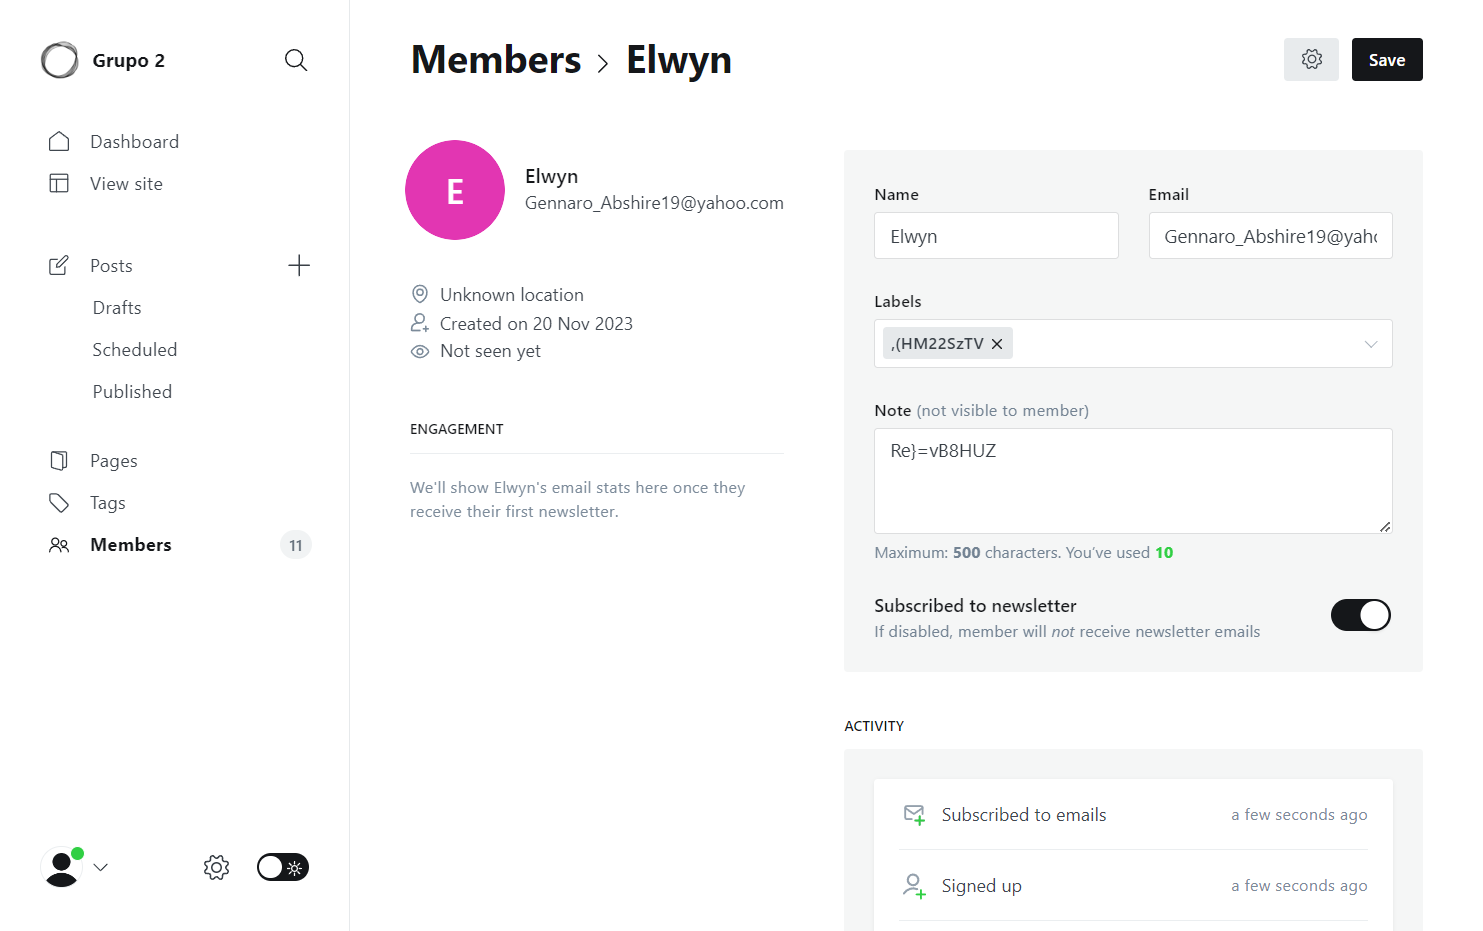 Grupo 2
Dashboard
View site
Posts
Drafts
Scheduled
Published
Pages
Tags
Members 11
Members > Elwyn
Save
E
Elwyn
Gennaro_Abshire19@yahoo.com
Unknown location
Created on 20 Nov 2023
Not seen yet
ENGAGEMENT
We'll show Elwyn's email stats here once they
receive their first newsletter.
Name Email
Elwyn Gennaro_Abshire19@yaho
Labels
,(HM22SzTV
Note (not visible to member)
Re}=vB8HUZ
Maximum: 500 characters. You've used 10
Subscribed to newsletter
If disabled, member will not receive newsletter emails
ACTIVITY
Subscribed to emails a few seconds ago
Signed up a few seconds ago